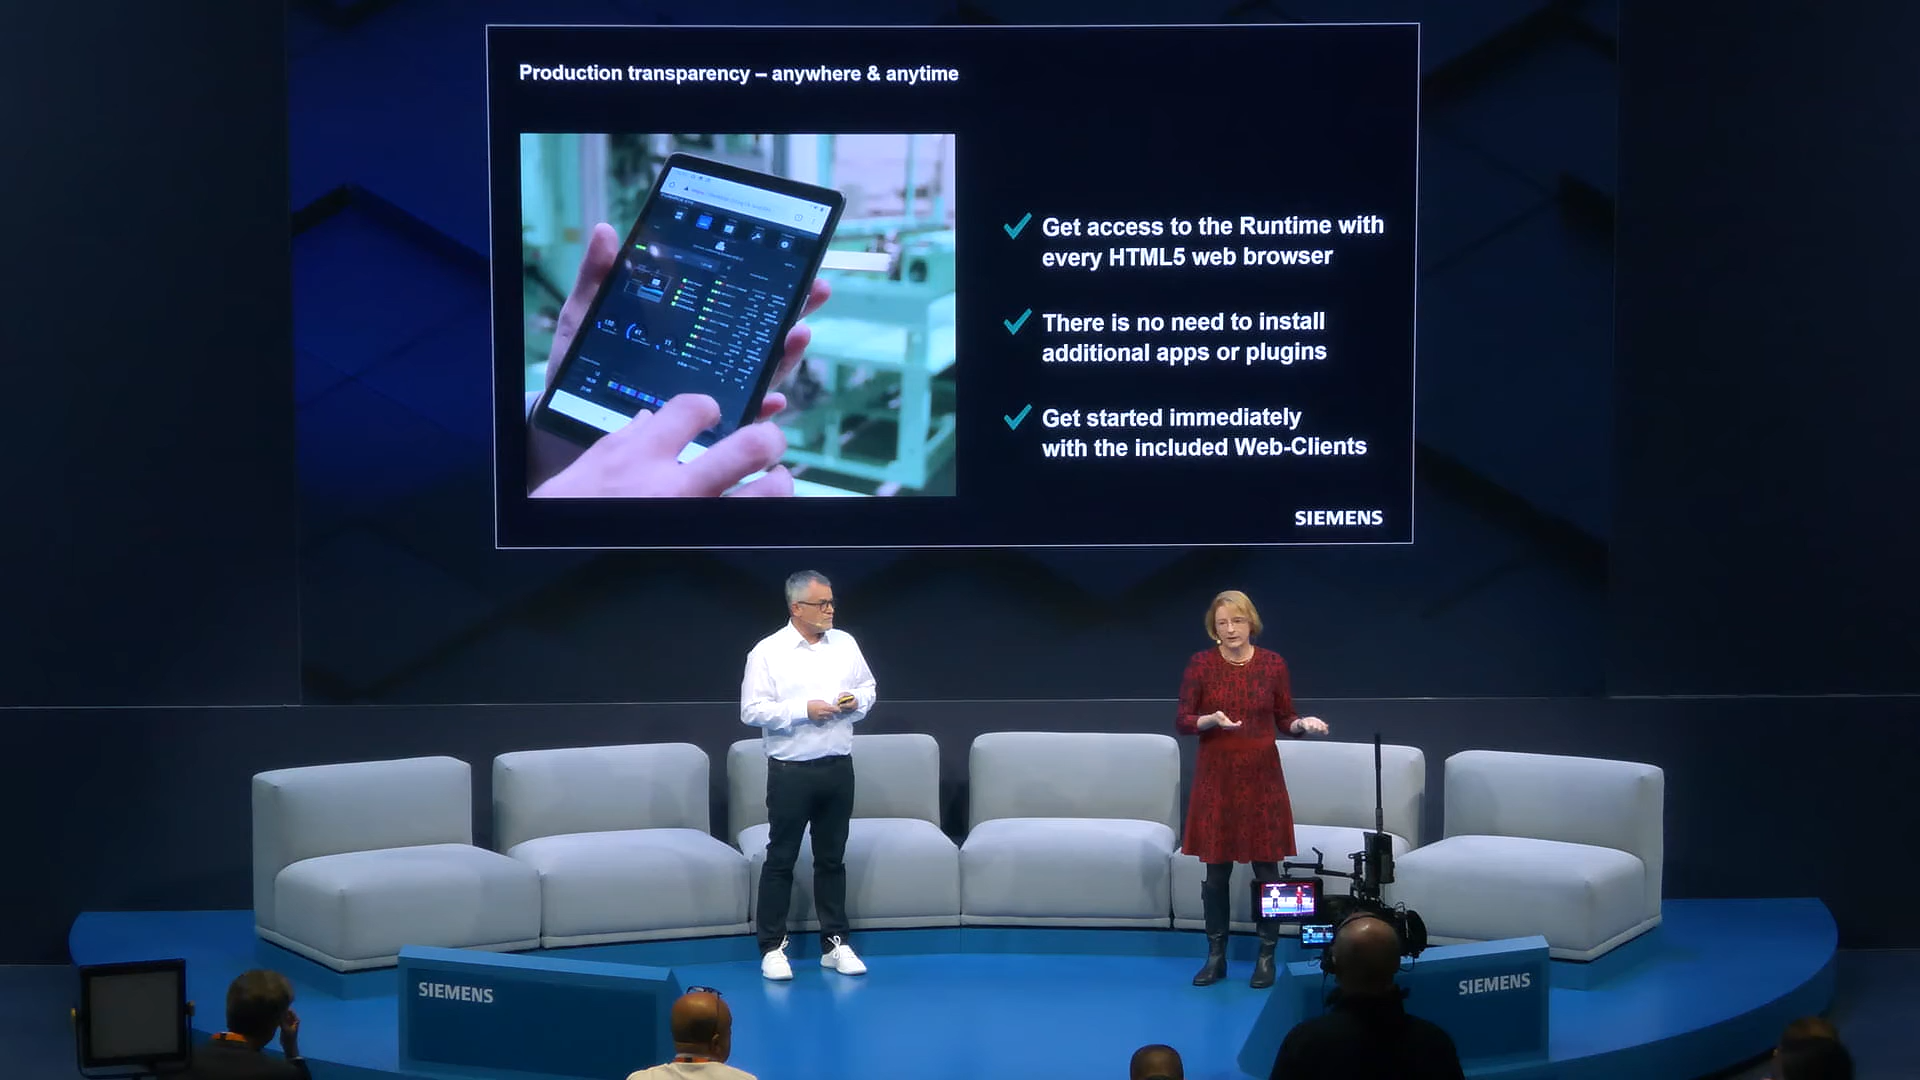 Production transparency – anywhere & anytime
Get access to the Runtime with
every HTML5 web browser
There is no need to install
additional apps or plugins
Get started immediately
with the included Web-Clients
SIEMENS
SIEMENS
SIEMENS